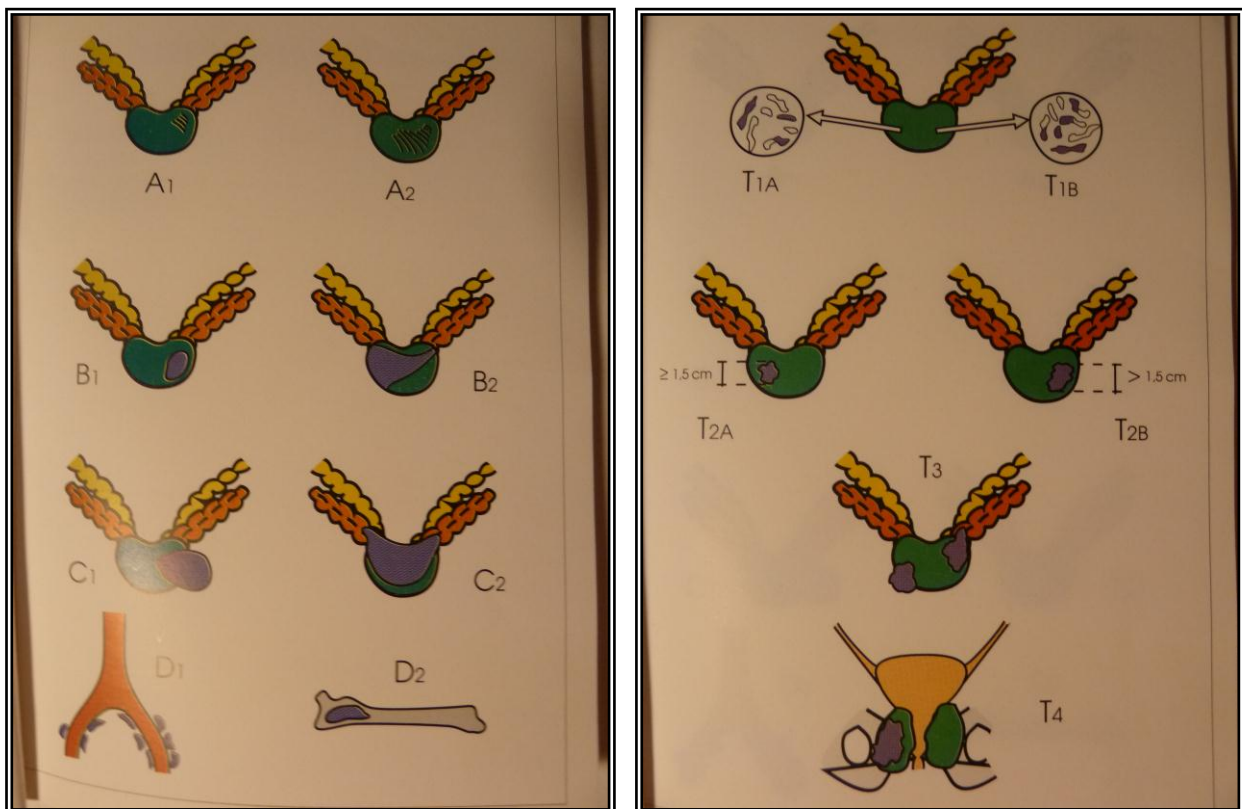 A1 A2
B1 B2
C1 C2
D1 D2
T1A T1B
≥ 1,5 cm > 1,5 cm
T2A T2B
T3
T4